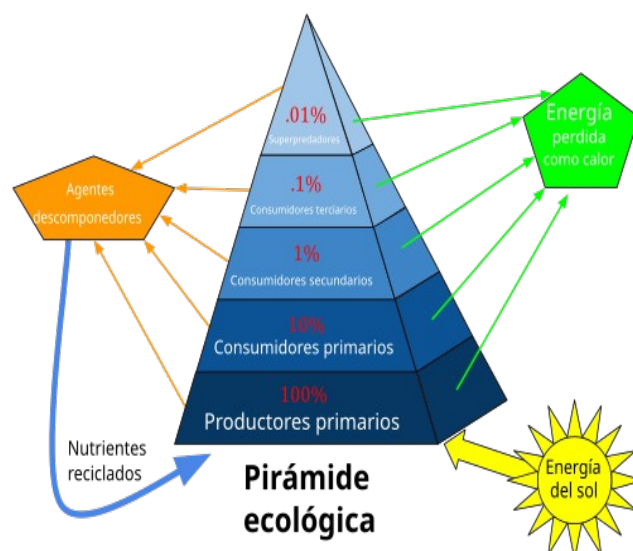 .01%
Superpredadores
.1%
Consumidores terciarios
1%
Consumidores secundarios
10%
Consumidores primarios
100%
Productores primarios
Agentes
descomponedores
Energía
perdida
como calor
Nutrientes
reciclados
Pirámide
ecológica
Energía
del sol